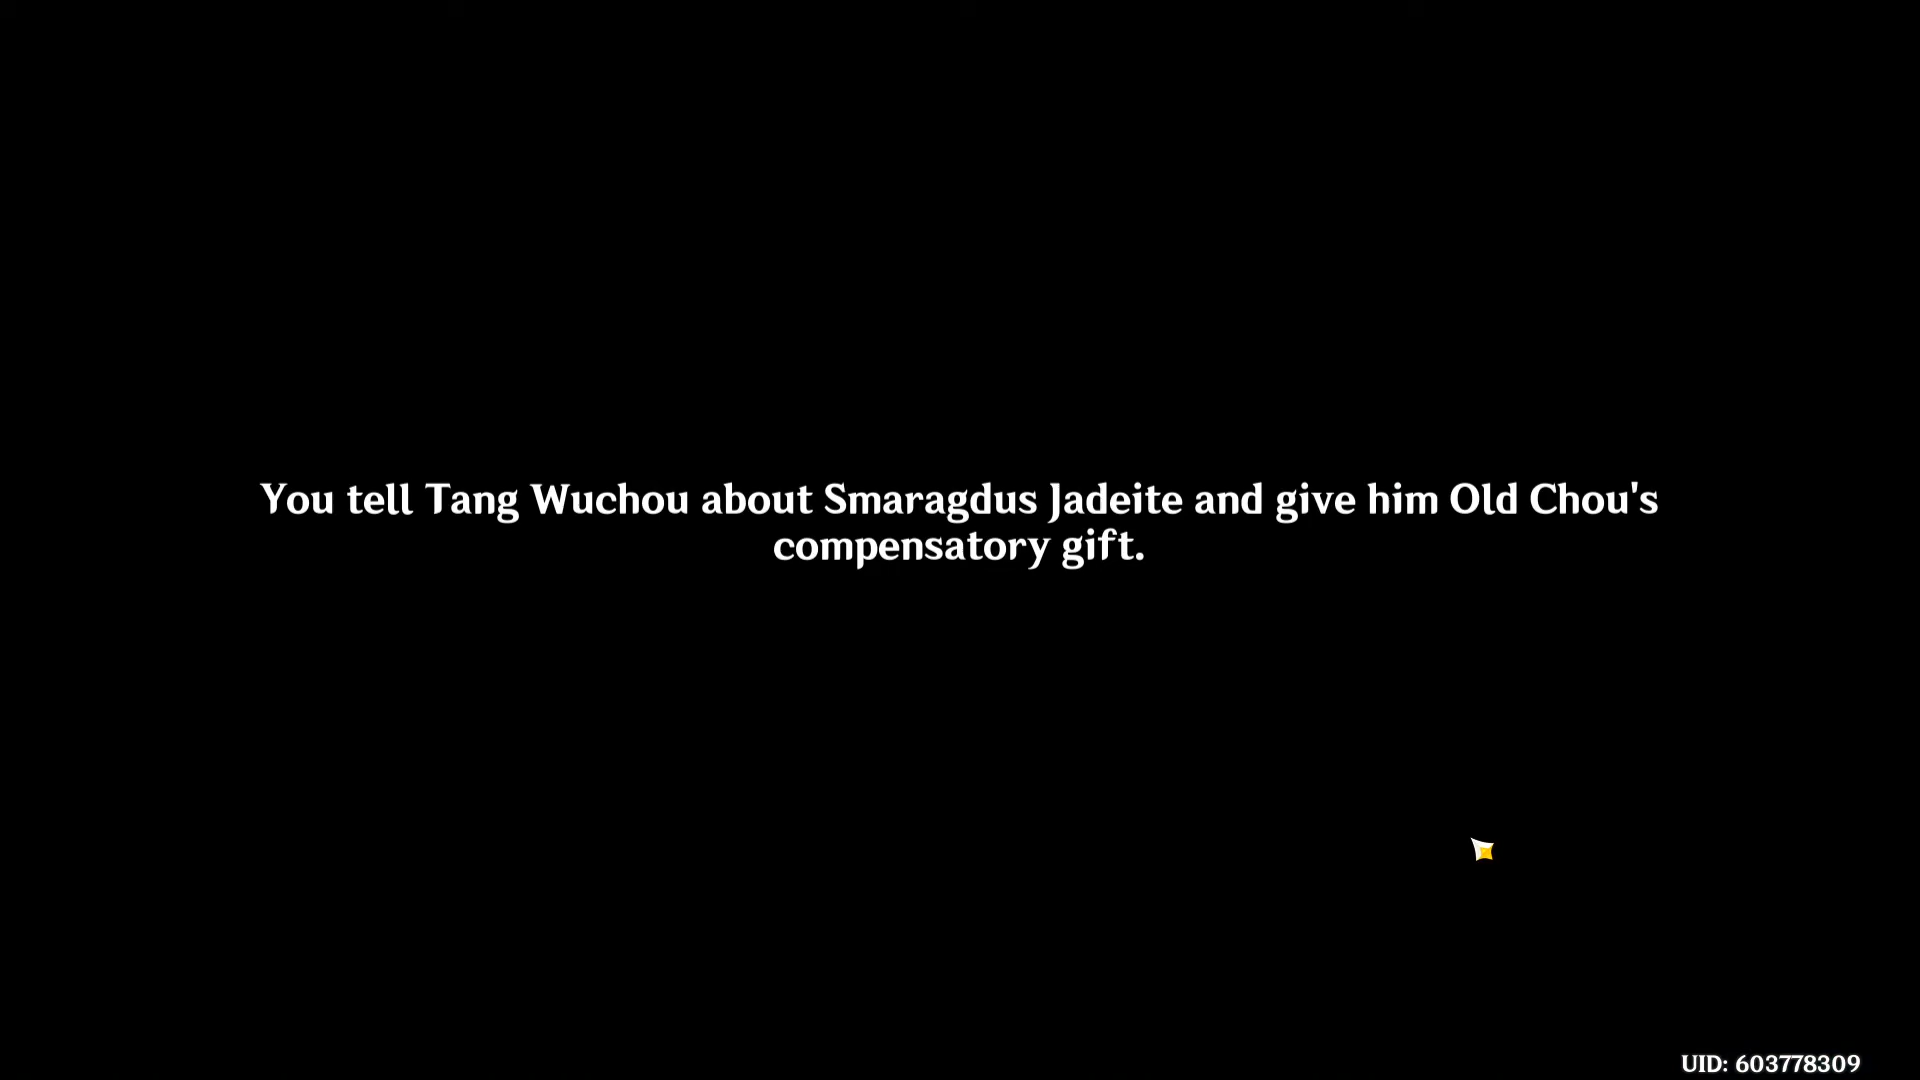 You tell Tang Wuchou about Smaragdus Jadeite and give him Old Chou's
compensatory gift.
UID: 603778309